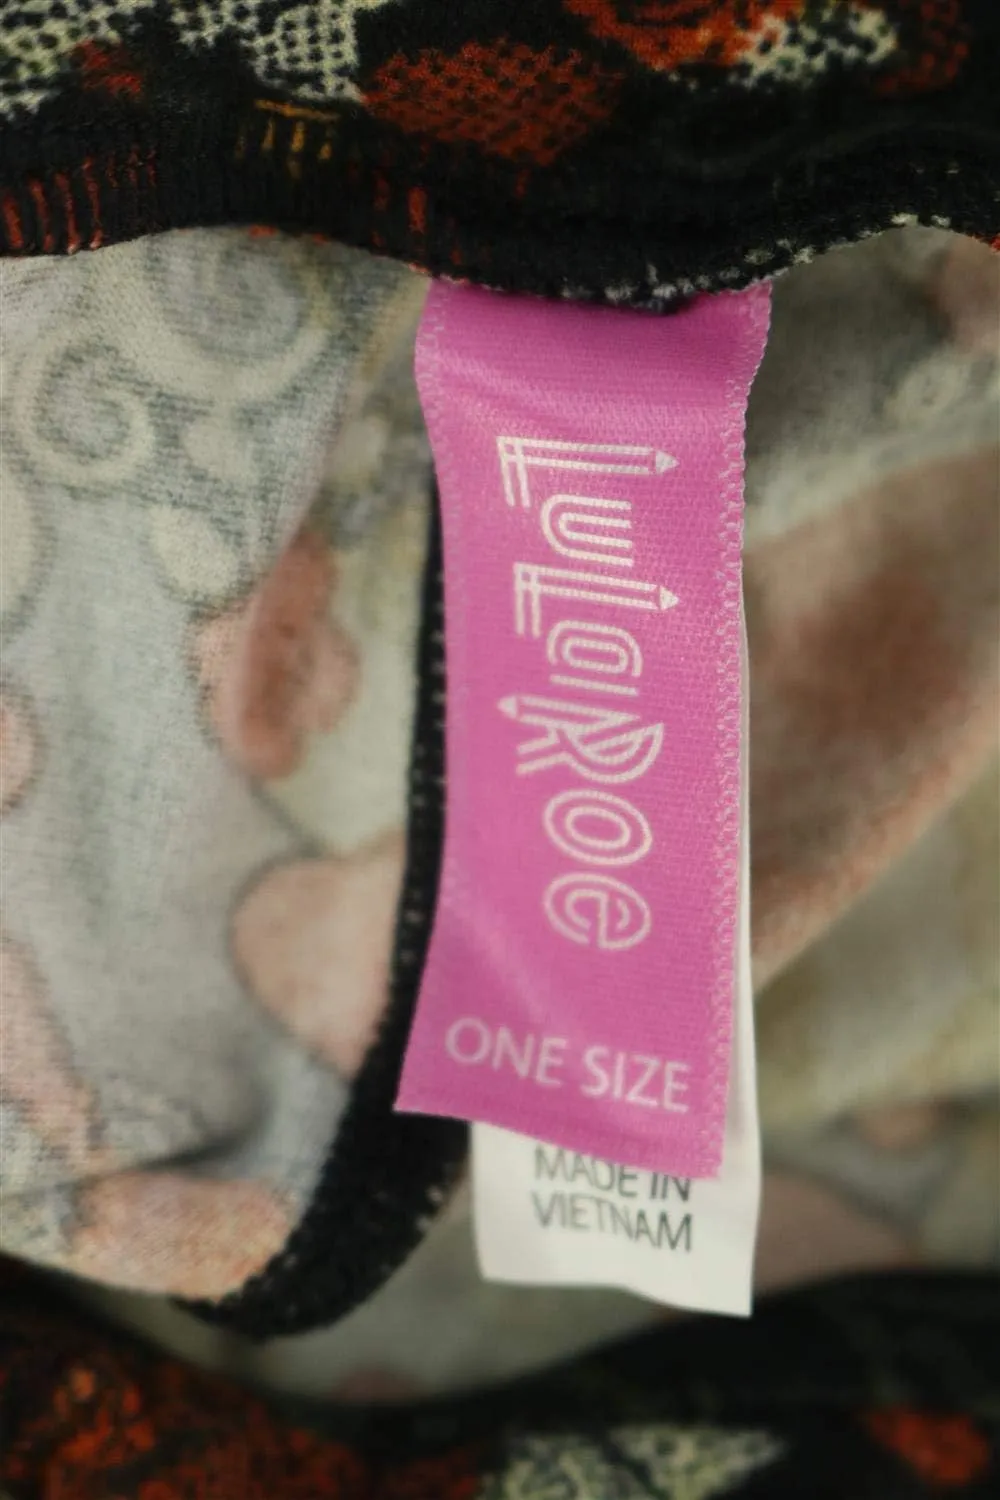 LuLaRoe
ONE SIZE
MADE IN
VIETNAM